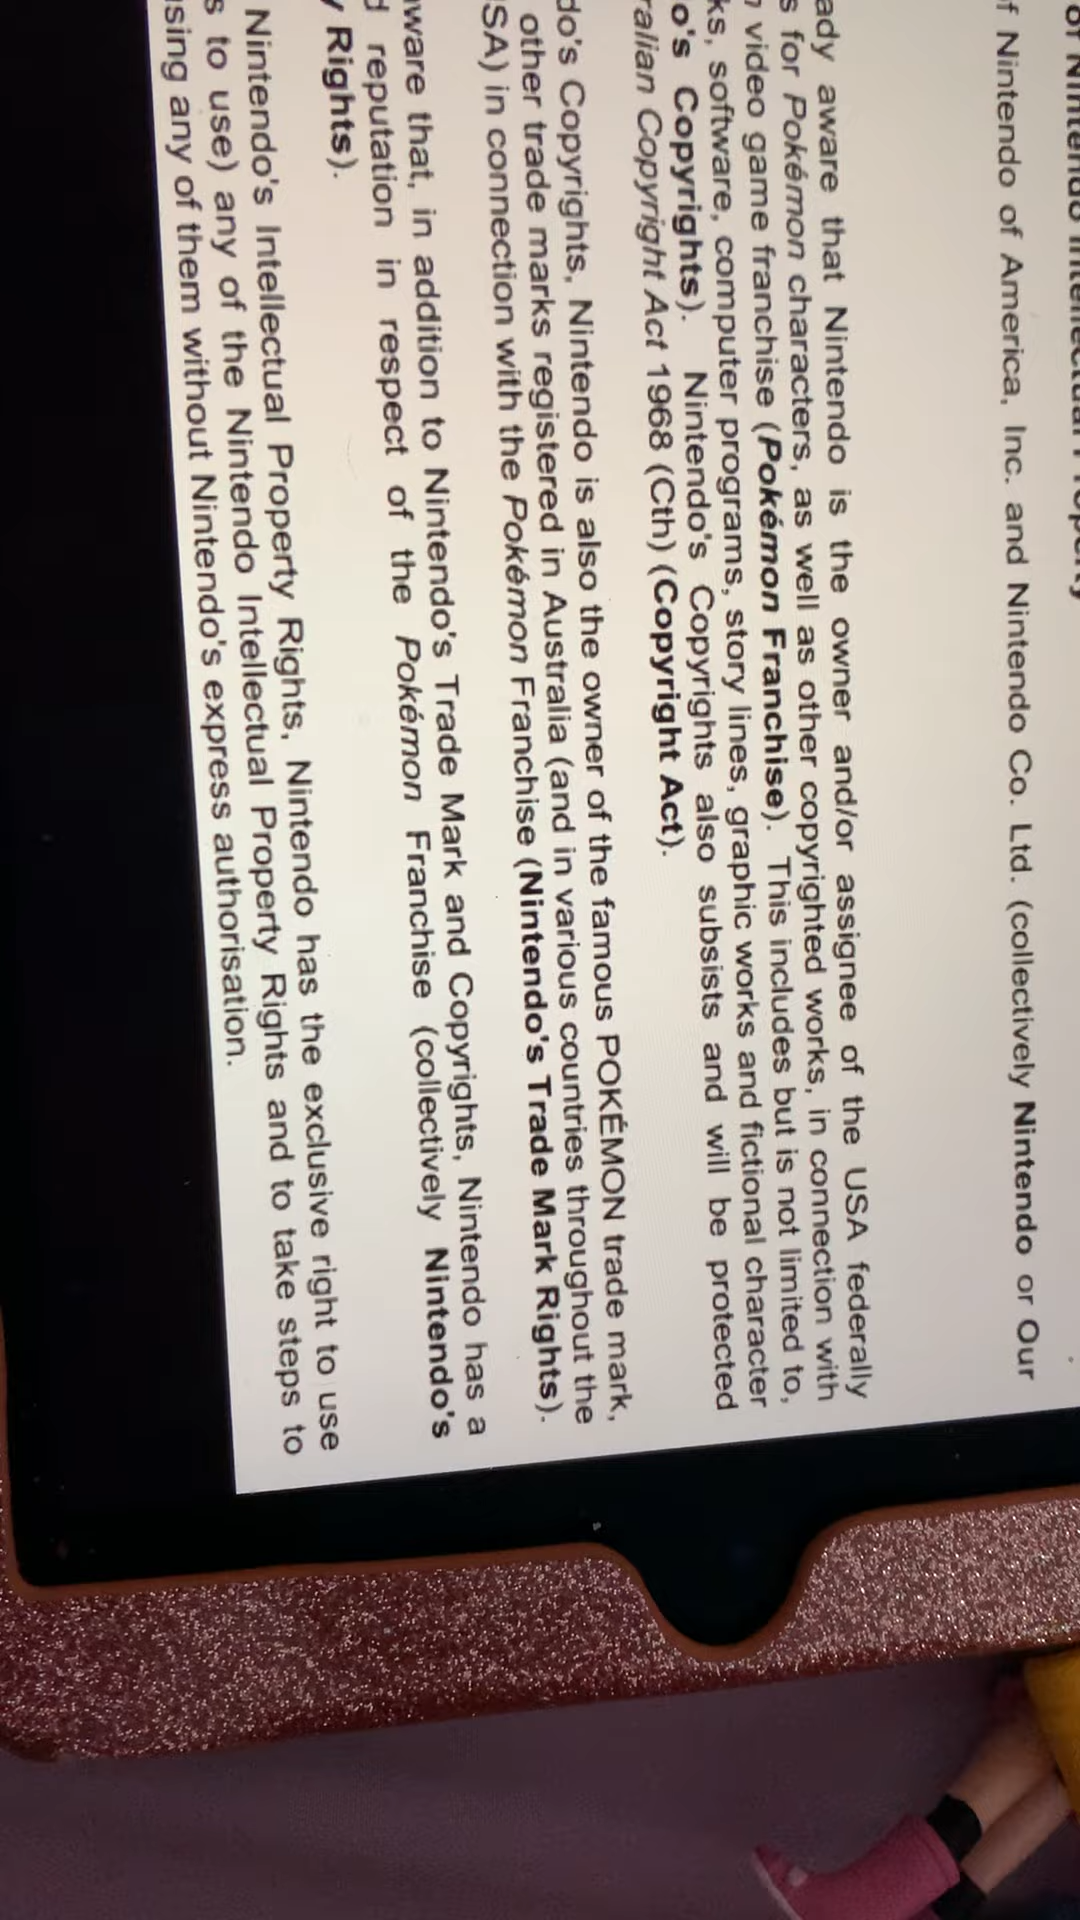 of Nintendo Intellectual Property
of Nintendo of America, Inc. and Nintendo Co. Ltd. (collectively Nintendo or Our
aware that Nintendo is the owner and/or assignee of the USA federally
s for Pokémon characters, as well as other copyrighted works, in connection with
video game franchise (Pokémon Franchise). This includes but is not limited to,
ks, software, computer programs, story lines, graphic works and fictional character
o's Copyrights). Nintendo's Copyrights also subsists and will be protected
ralian Copyright Act 1968 (Cth) (Copyright Act).
do's Copyrights, Nintendo is also the owner of the famous POKÉMON trade mark,
other trade marks registered in Australia (and in various countries throughout the
SA) in connection with the Pokémon Franchise (Nintendo's Trade Mark Rights).
ware that, in addition to Nintendo's Trade Mark and Copyrights, Nintendo has a
d reputation in respect of the Pokémon Franchise (collectively Nintendo's
y Rights).
Nintendo's Intellectual Property Rights, Nintendo has the exclusive right to use
s to use) any of the Nintendo Intellectual Property Rights and to take steps to
sing any of them without Nintendo's express authorisation.